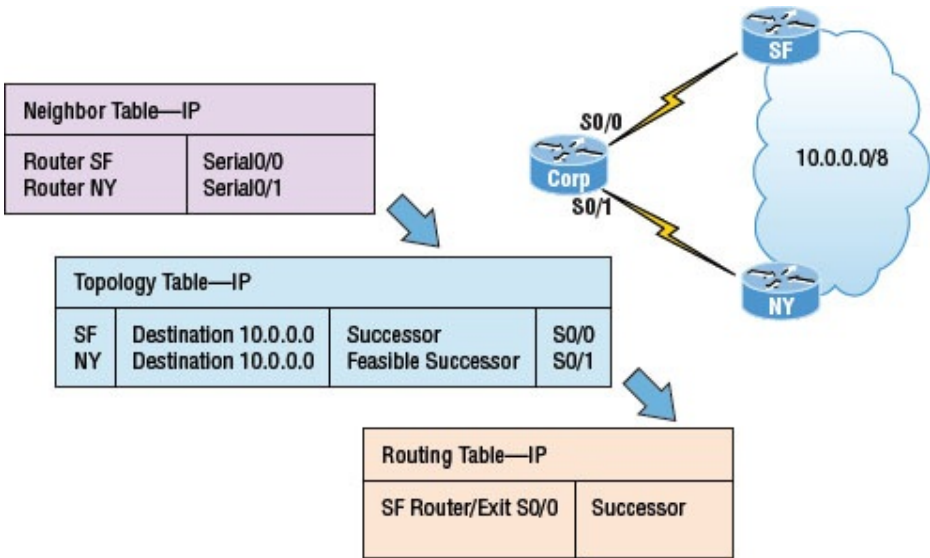 SF
S0/0
10.0.0.0/8
Corp
S0/1
NY
Neighbor Table—IP
Router SF Serial0/0
Router NY Serial0/1
Topology Table—IP
SF Destination 10.0.0.0 Successor S0/0
NY Destination 10.0.0.0 Feasible Successor S0/1
Routing Table—IP
SF Router/Exit S0/0 Successor